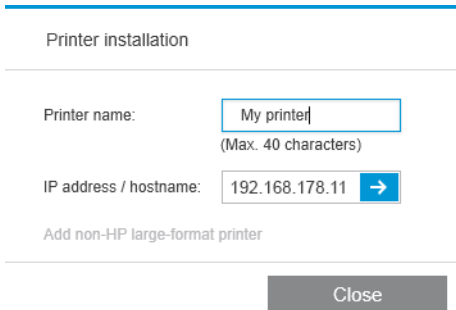 Printer installation
Printer name: My printer
(Max. 40 characters)
IP address / hostname: 192.168.178.11
Add non-HP large-format printer
Close